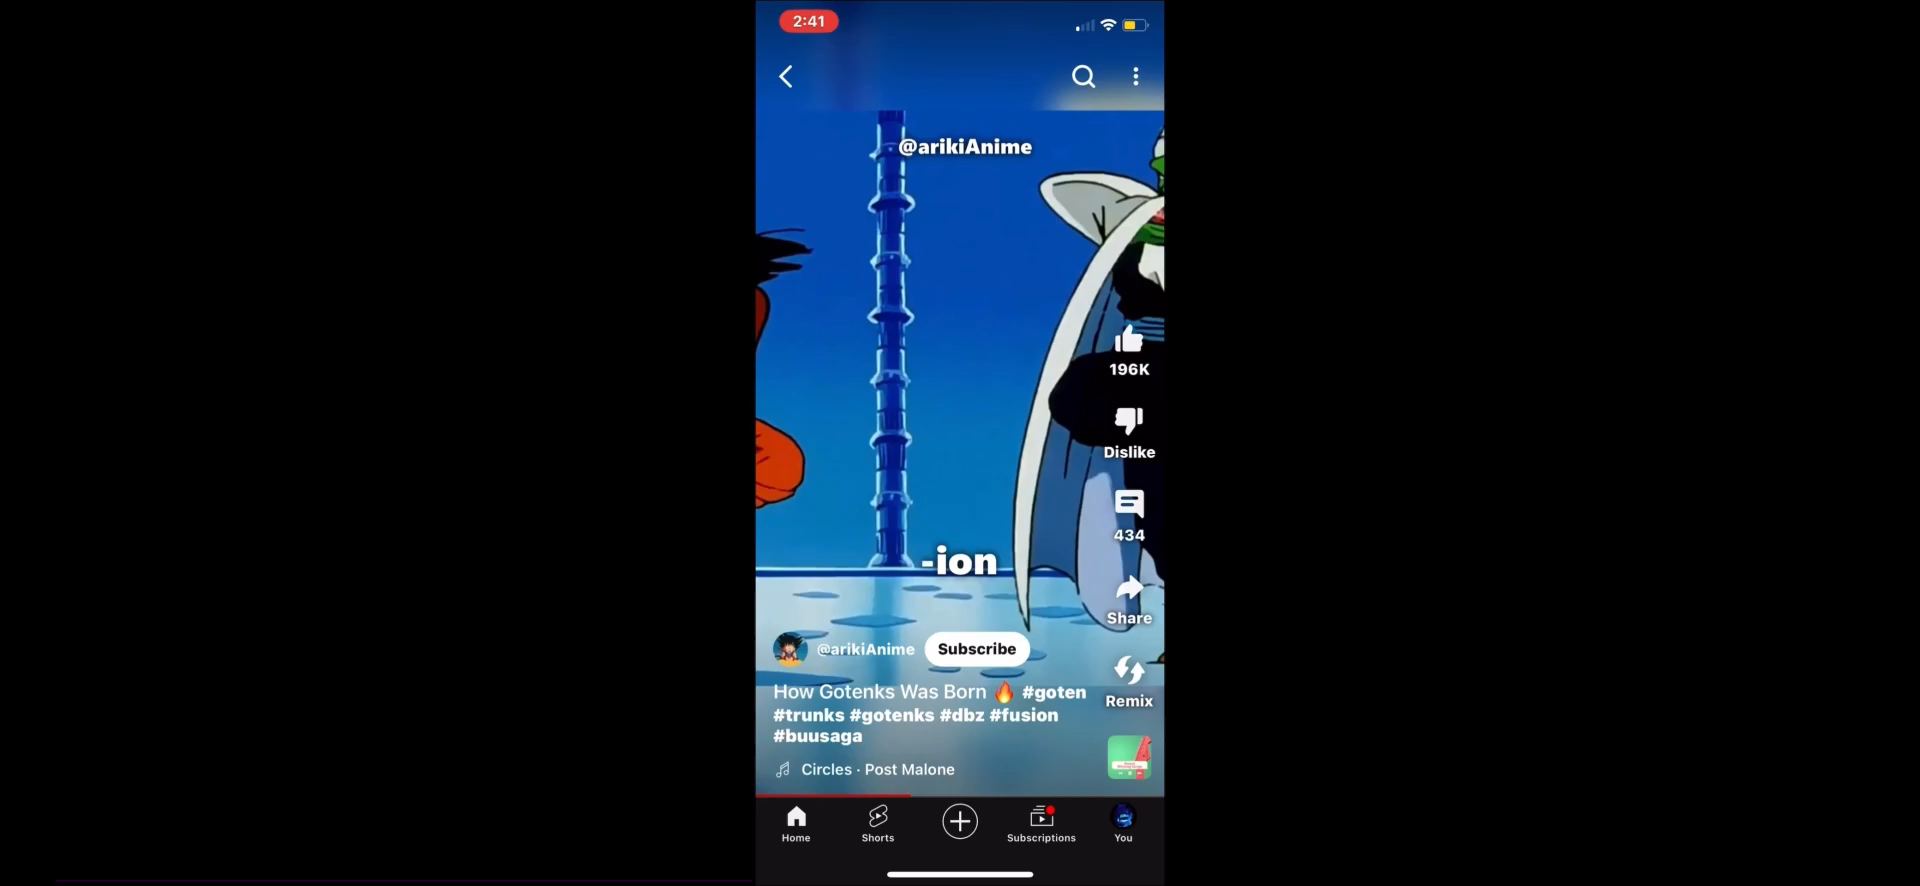 2:41
@arikiAnime
196K
Dislike
434
-ion
Share
@arikiAnime
Subscribe
How Gotenks Was Born 🔥 #goten
#trunks #gotenks #dbz #fusion
#buusaga
Remix
Circles · Post Malone
Home
Shorts
Subscriptions
You